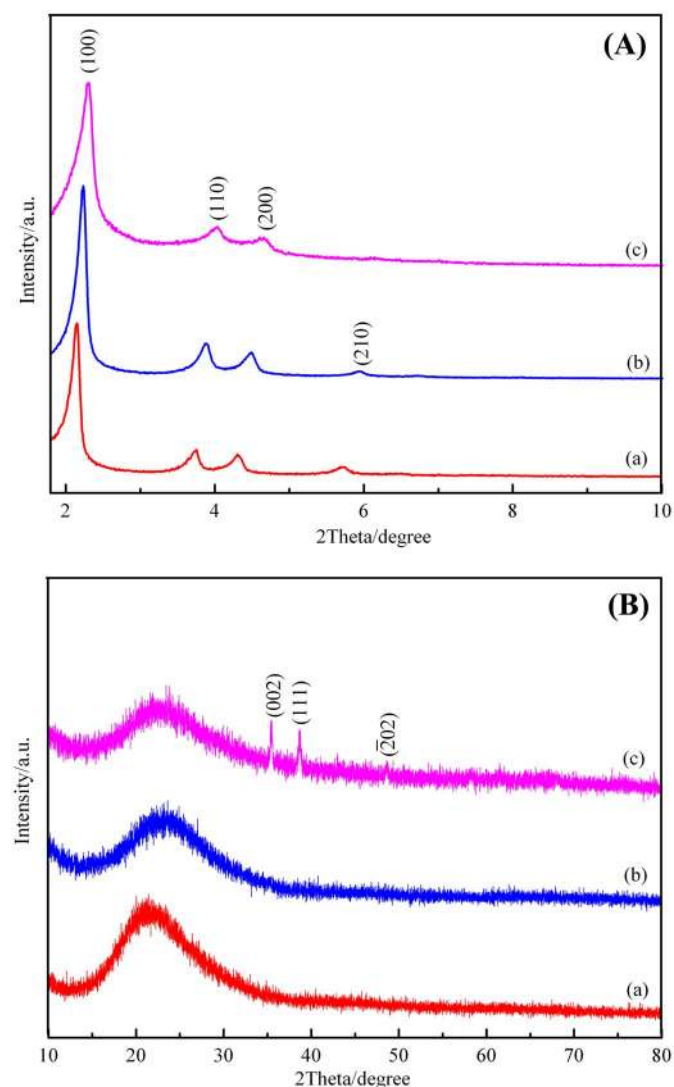 (A)
(100)
(110)
(200)
(c)
(210)
(b)
(a)
Intensity/a.u.
2 4 6 8 10
2Theta/degree
(B)
(002)
(111)
(2̅02)
(c)
(b)
(a)
Intensity/a.u.
10 20 30 40 50 60 70 80
2Theta/degree